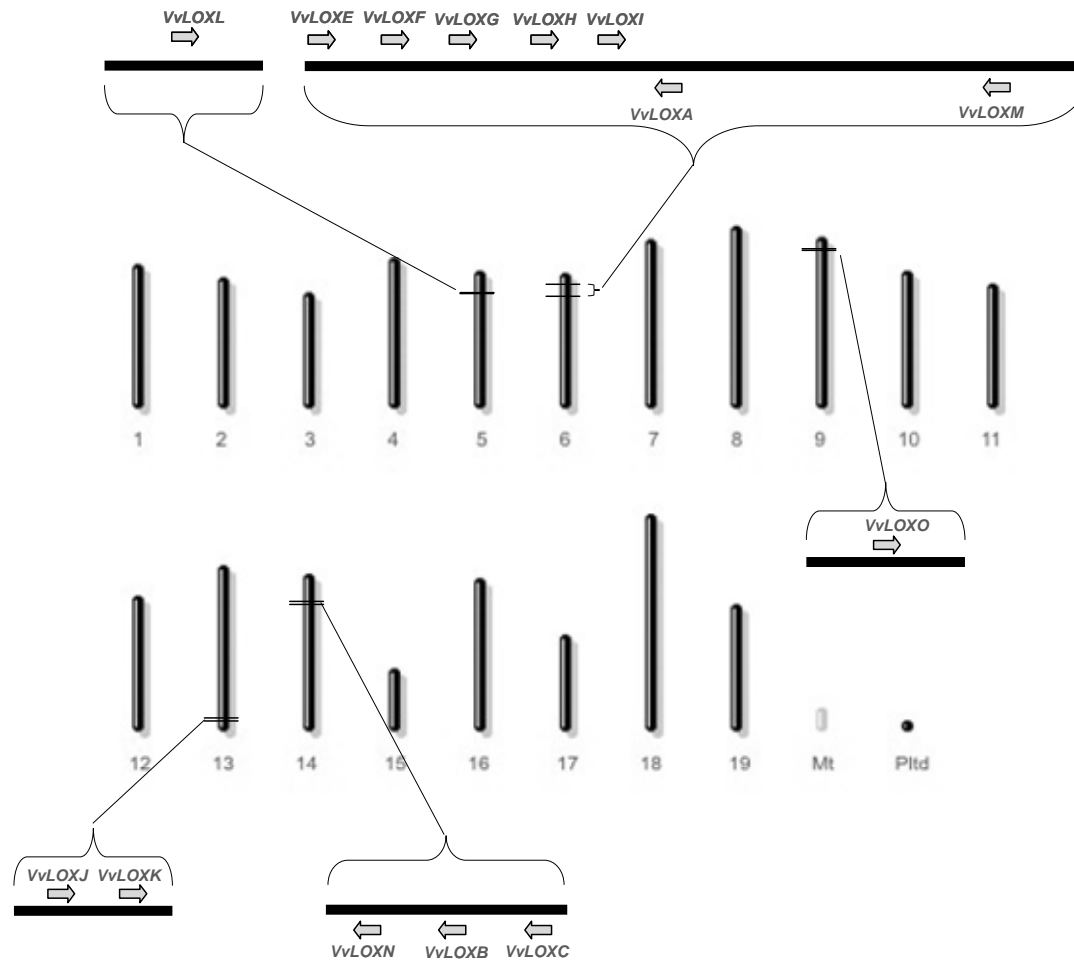 VvLOXL VvLOXE VvLOXF VvLOXG VvLOXH VvLOXI
VvLOXA VvLOXM
1 2 3 4 5 6 7 8 9 10 11
VvLOXO
12 13 14 15 16 17 18 19 Mt Pltd
VvLOXJ VvLOXK
VvLOXN VvLOXB VvLOXC